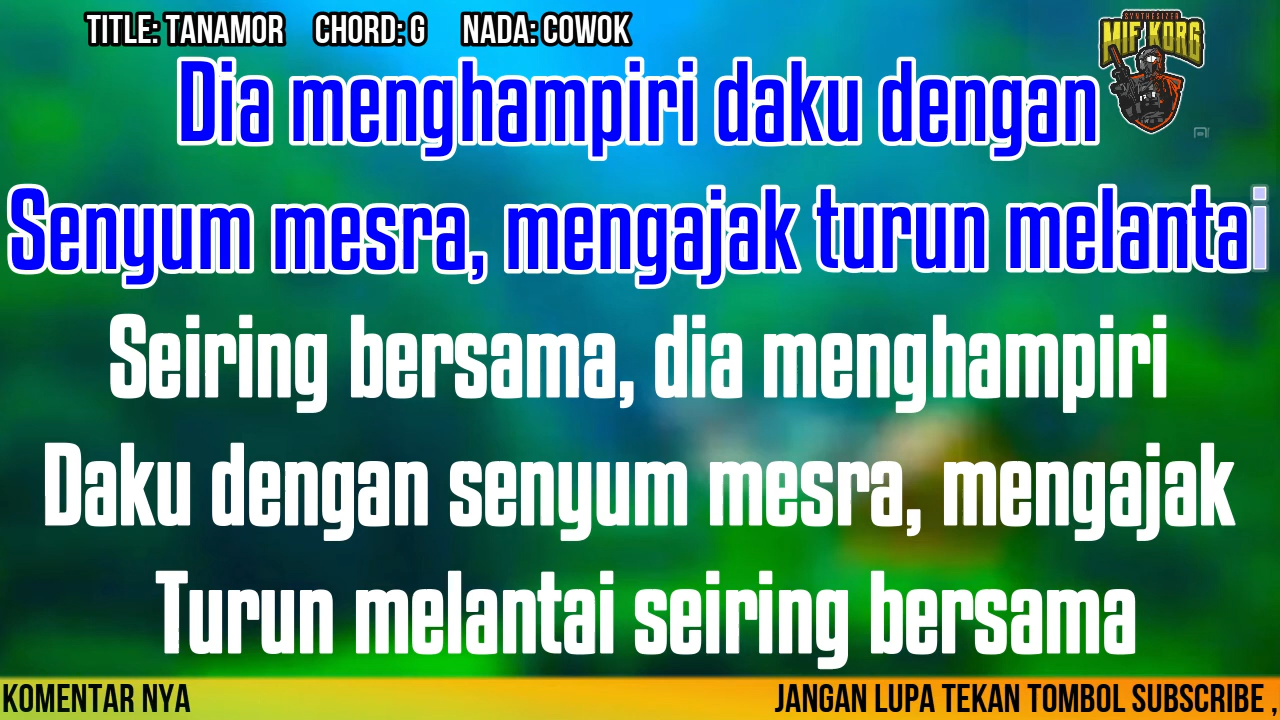 TITLE: TANAMOR CHORD: G NADA: COWOK
SYNTHESIZER
MIF KORG
Dia menghampiri daku dengan
Senyum mesra, mengajak turun melantai
Seiring bersama, dia menghampiri
Daku dengan senyum mesra, mengajak
Turun melantai seiring bersama
KOMENTAR NYA JANGAN LUPA TEKAN TOMBOL SUBSCRIBE ,